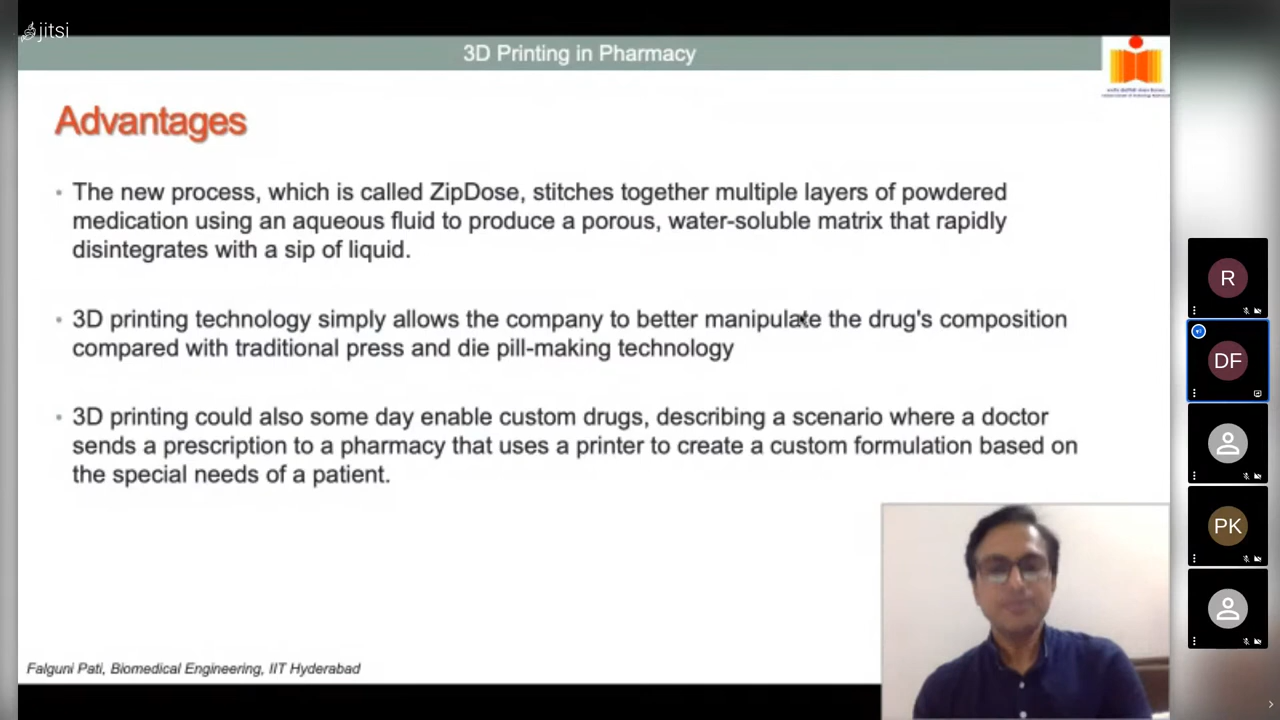 jitsi
3D Printing in Pharmacy
Advantages
• The new process, which is called ZipDose, stitches together multiple layers of powdered
medication using an aqueous fluid to produce a porous, water-soluble matrix that rapidly
disintegrates with a sip of liquid.
• 3D printing technology simply allows the company to better manipulate the drug's composition
compared with traditional press and die pill-making technology
• 3D printing could also some day enable custom drugs, describing a scenario where a doctor
sends a prescription to a pharmacy that uses a printer to create a custom formulation based on
the special needs of a patient.
Falguni Pati, Biomedical Engineering, IIT Hyderabad
R
DF
PK